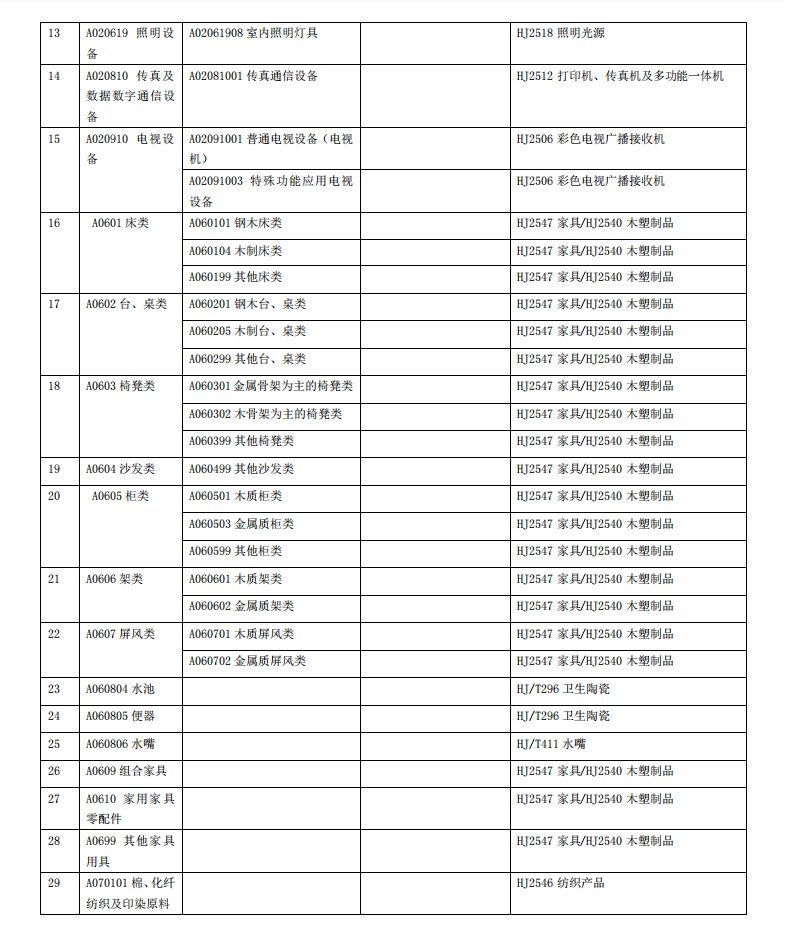 13 A020619 照明设 A02061908 室内照明灯具 HJ2518 照明光源
备
14 A020810 传真及 A02081001 传真通信设备 HJ2512 打印机、传真机及多功能一体机
数据数字通信设
备
15 A020910 电视设 A02091001 普通电视设备（电视 HJ2506 彩色电视广播接收机
备 机）
A02091003 特殊功能应用电视 HJ2506 彩色电视广播接收机
设备
16 A0601 床类 A060101 钢木床类 HJ2547 家具/HJ2540 木塑制品
A060104 木制床类 HJ2547 家具/HJ2540 木塑制品
A060199 其他床类 HJ2547 家具/HJ2540 木塑制品
17 A0602 台、桌类 A060201 钢木台、桌类 HJ2547 家具/HJ2540 木塑制品
A060205 木制台、桌类 HJ2547 家具/HJ2540 木塑制品
A060299 其他台、桌类 HJ2547 家具/HJ2540 木塑制品
18 A0603 椅凳类 A060301 金属骨架为主的椅凳类 HJ2547 家具/HJ2540 木塑制品
A060302 木骨架为主的椅凳类 HJ2547 家具/HJ2540 木塑制品
A060399 其他椅凳类 HJ2547 家具/HJ2540 木塑制品
19 A0604 沙发类 A060499 其他沙发类 HJ2547 家具/HJ2540 木塑制品
20 A0605 柜类 A060501 木质柜类 HJ2547 家具/HJ2540 木塑制品
A060503 金属质柜类 HJ2547 家具/HJ2540 木塑制品
A060599 其他柜类 HJ2547 家具/HJ2540 木塑制品
21 A0606 架类 A060601 木质架类 HJ2547 家具/HJ2540 木塑制品
A060602 金属质架类 HJ2547 家具/HJ2540 木塑制品
22 A0607 屏风类 A060701 木质屏风类 HJ2547 家具/HJ2540 木塑制品
A060702 金属质屏风类 HJ2547 家具/HJ2540 木塑制品
23 A060804 水池 HJ/T296 卫生陶瓷
24 A060805 便器 HJ/T296 卫生陶瓷
25 A060806 水嘴 HJ/T411 水嘴
26 A0609 组合家具 HJ2547 家具/HJ2540 木塑制品
27 A0610 家用家具 HJ2547 家具/HJ2540 木塑制品
零配件
28 A0699 其他家具 HJ2547 家具/HJ2540 木塑制品
用具
29 A070101 棉、化纤 HJ2546 纺织产品
纺织及印染原料